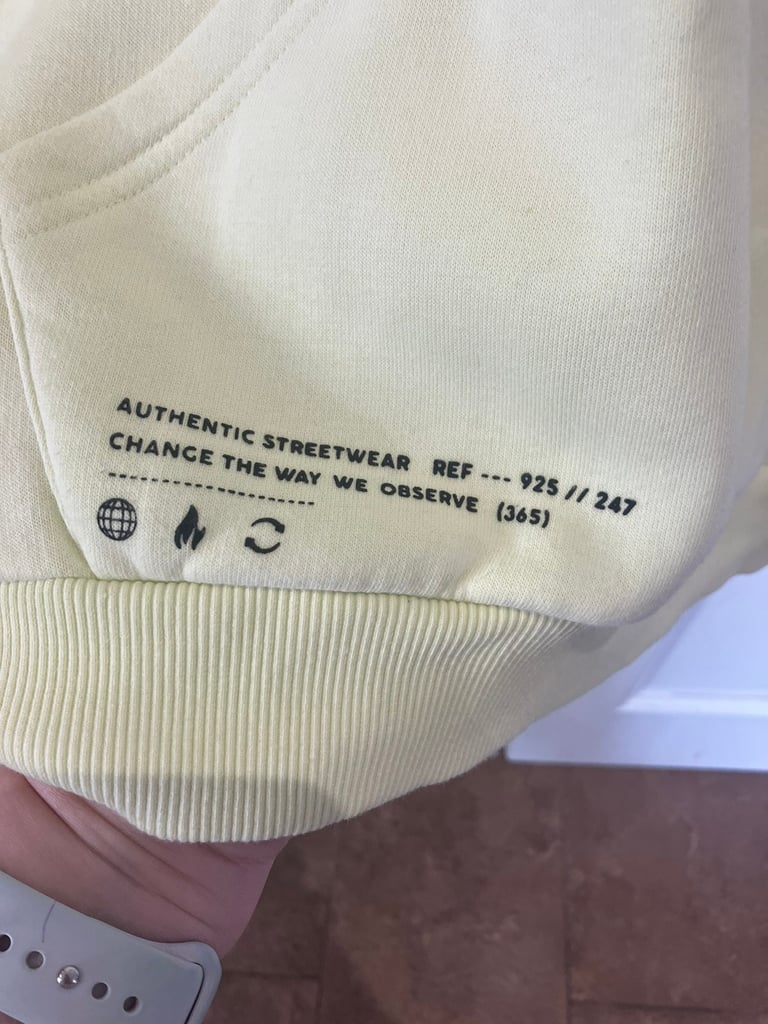 AUTHENTIC STREETWEAR REF --- 925 // 247
CHANGE THE WAY WE OBSERVE (365)